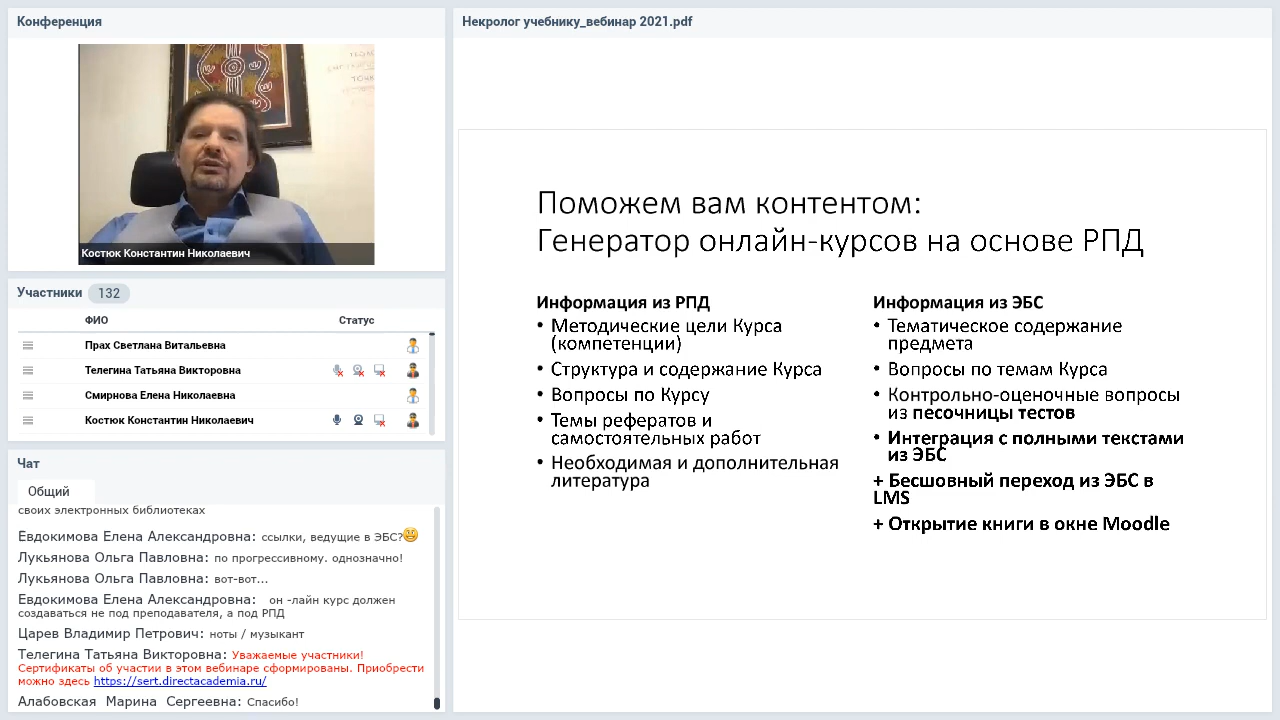 Конференция
Костюк Константин Николаевич
Участники 132
ФИО Статус
Прах Светлана Витальевна
Телегина Татьяна Викторовна
Смирнова Елена Николаевна
Костюк Константин Николаевич
Чат
Общий
своих электронных библиотеках
Евдокимова Елена Александровна: ссылки, ведущие в ЭБС?
Лукьянова Ольга Павловна: по прогрессивному. однозначно!
Лукьянова Ольга Павловна: вот-вот...
Евдокимова Елена Александровна: он -лайн курс должен
создаваться не под преподавателя, а под РПД
Царев Владимир Петрович: ноты / музыкант
Телегина Татьяна Викторовна: Уважаемые участники!
Сертификаты об участии в этом вебинаре сформированы. Приобрести
можно здесь https://sert.directacademia.ru/
Алабовская Марина Сергеевна: Спасибо!
Некролог учебнику_вебинар 2021.pdf
Поможем вам контентом:
Генератор онлайн-курсов на основе РПД
Информация из РПД
• Методические цели Курса
(компетенции)
• Структура и содержание Курса
• Вопросы по Курсу
• Темы рефератов и
самостоятельных работ
• Необходимая и дополнительная
литература
Информация из ЭБС
• Тематическое содержание
предмета
• Вопросы по темам Курса
• Контрольно-оценочные вопросы
из песочницы тестов
• Интеграция с полными текстами
из ЭБС
+ Бесшовный переход из ЭБС в
LMS
+ Открытие книги в окне Moodle